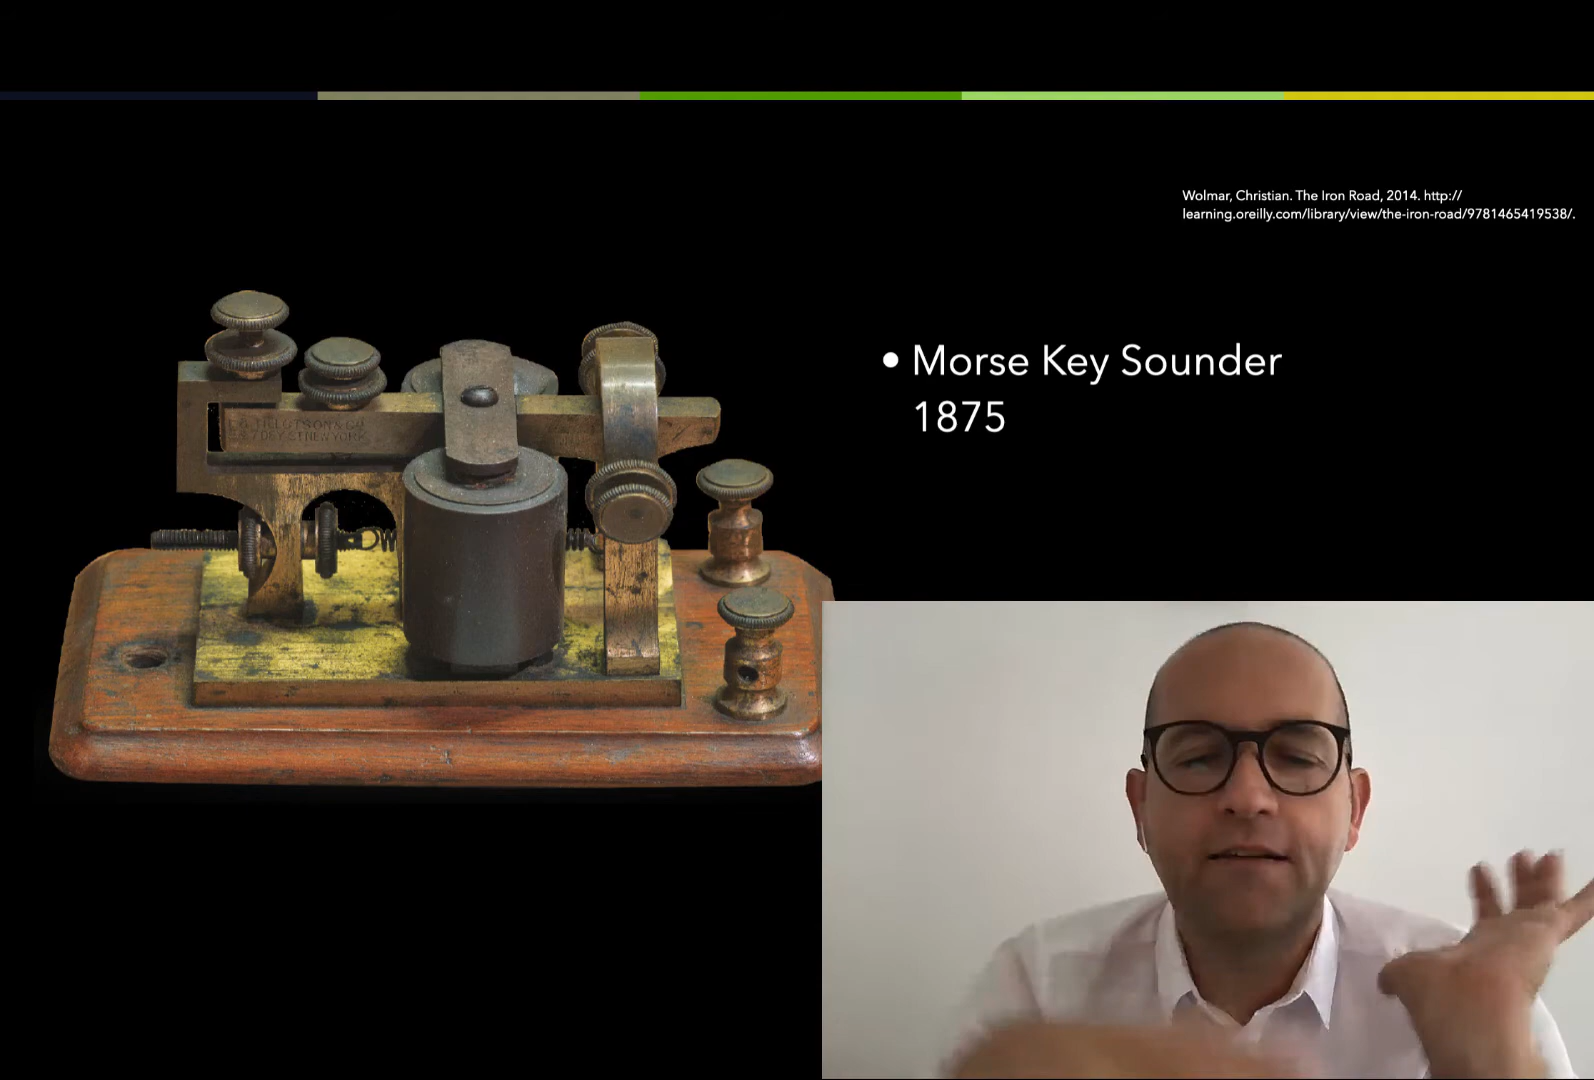 Wolmar, Christian. The Iron Road, 2014. http://
learning.oreilly.com/library/view/the-iron-road/9781465419538/.
• Morse Key Sounder
1875